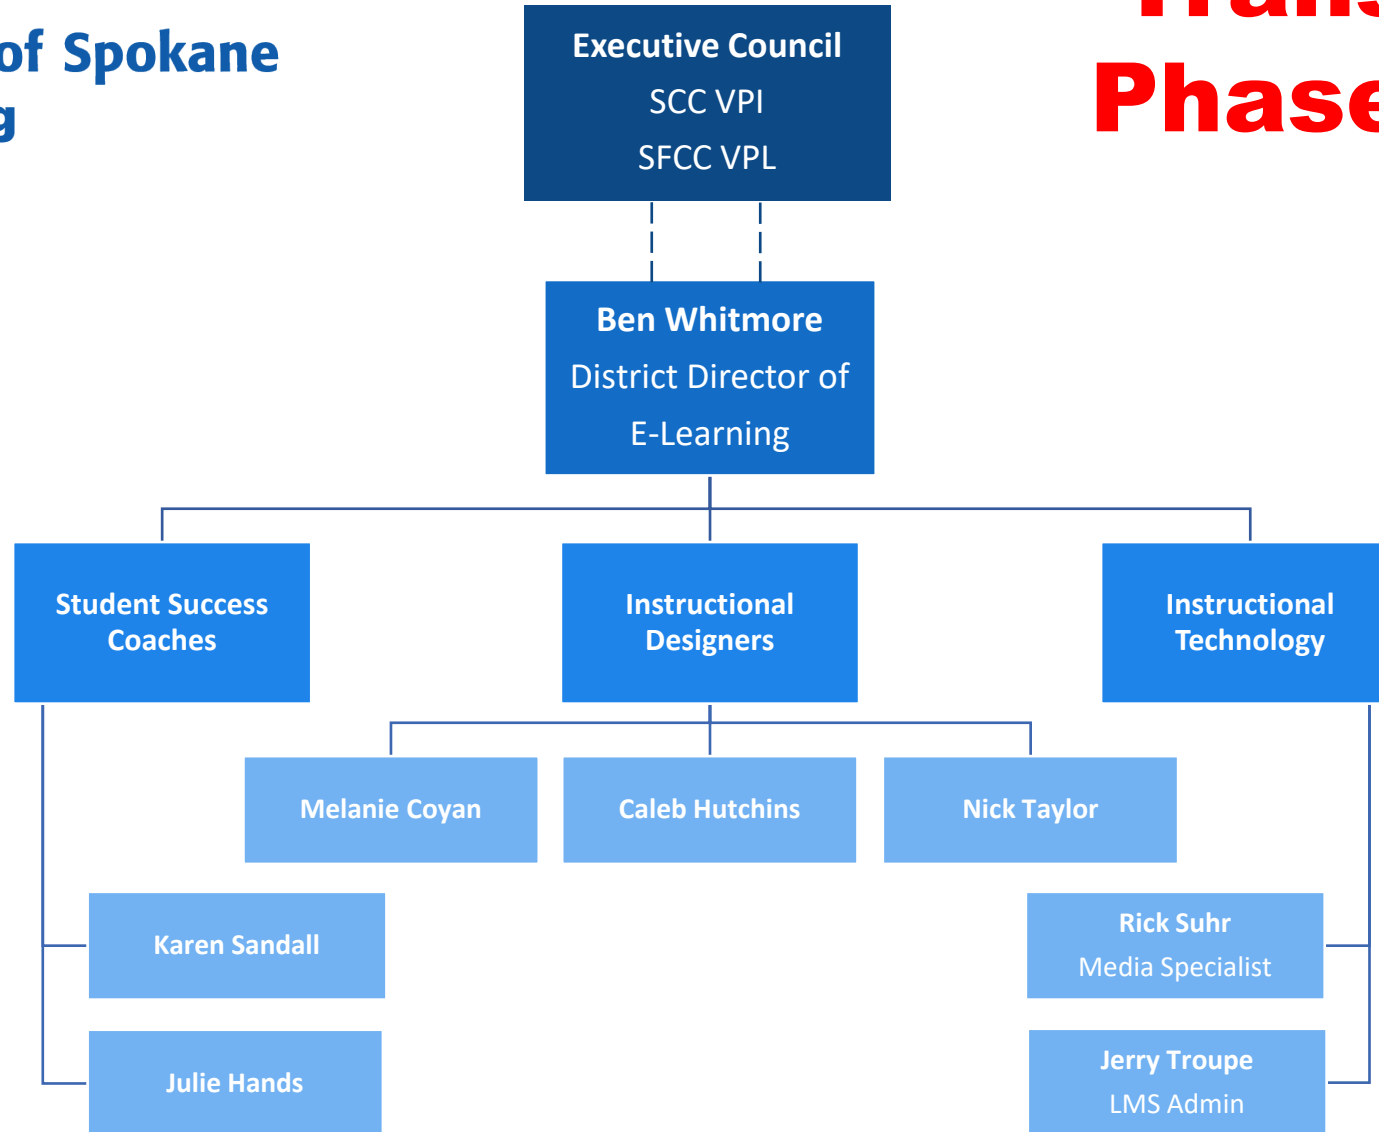 of Spokane
Executive Council
SCC VPI
SFCC VPL
Phase
Ben Whitmore
District Director of
E-Learning
Student Success
Coaches
Instructional
Designers
Instructional
Technology
Melanie Coyan
Caleb Hutchins
Nick Taylor
Karen Sandall
Rick Suhr
Media Specialist
Julie Hands
Jerry Troupe
LMS Admin